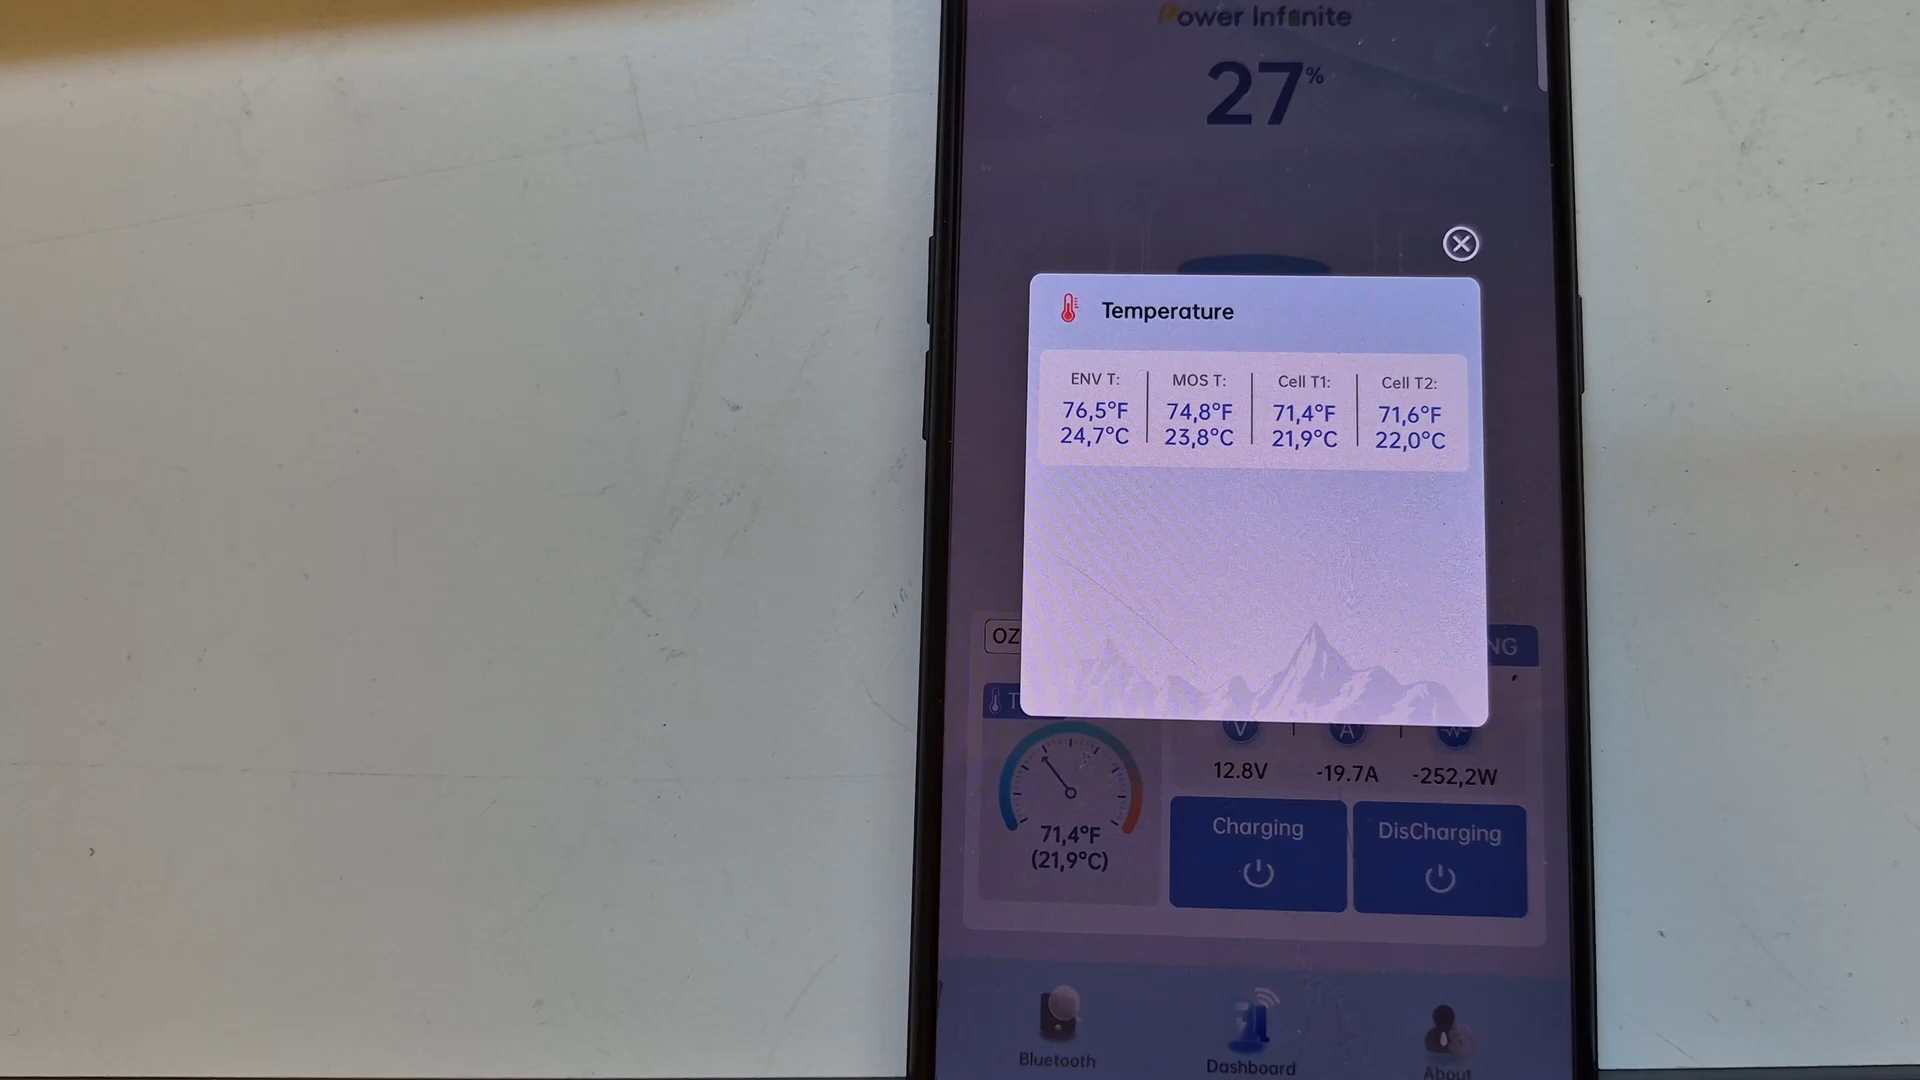 Power Infinite
27%
Temperature
ENV T: MOS T: Cell T1: Cell T2:
76,5°F 74,8°F 71,4°F 71,6°F
24,7°C 23,8°C 21,9°C 22,0°C
OZ
NG
T
V A
12.8V -19.7A -252,2W
71,4°F
(21,9°C)
Charging DisCharging
Bluetooth Dashboard About